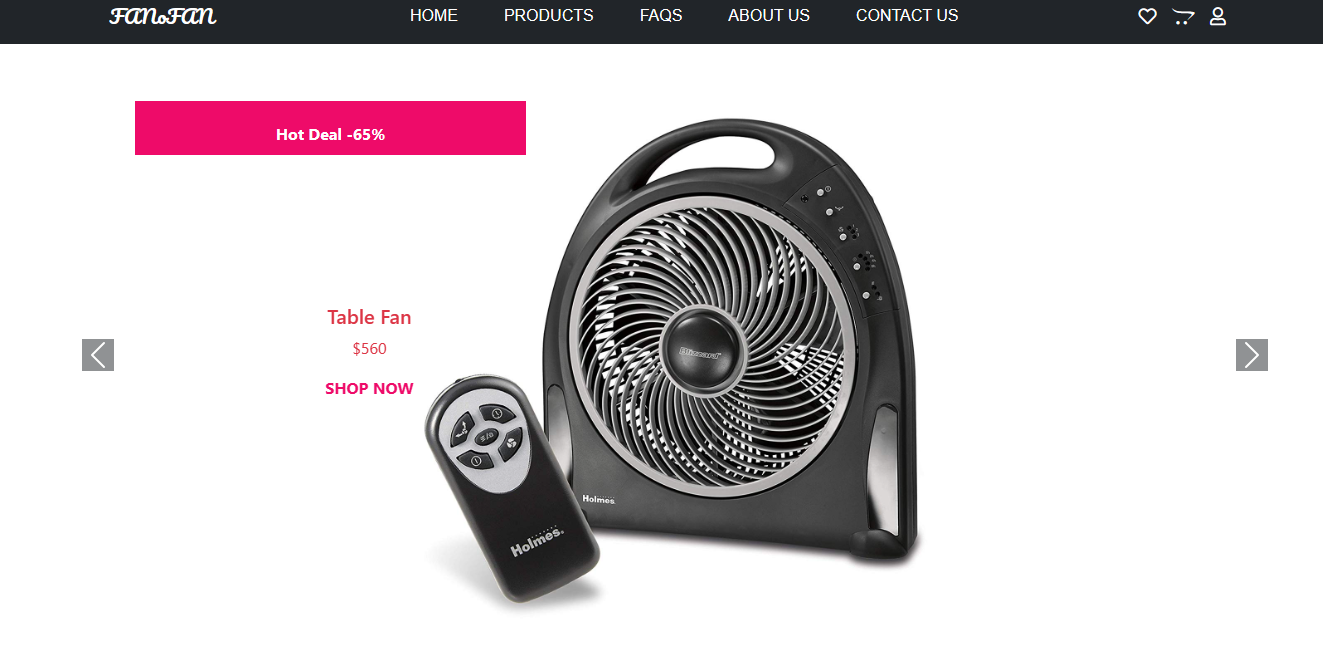 FANoFAN
HOME PRODUCTS FAQS ABOUT US CONTACT US
Hot Deal -65%
Table Fan
$560
SHOP NOW
Blizzard
Holmes
Holmes